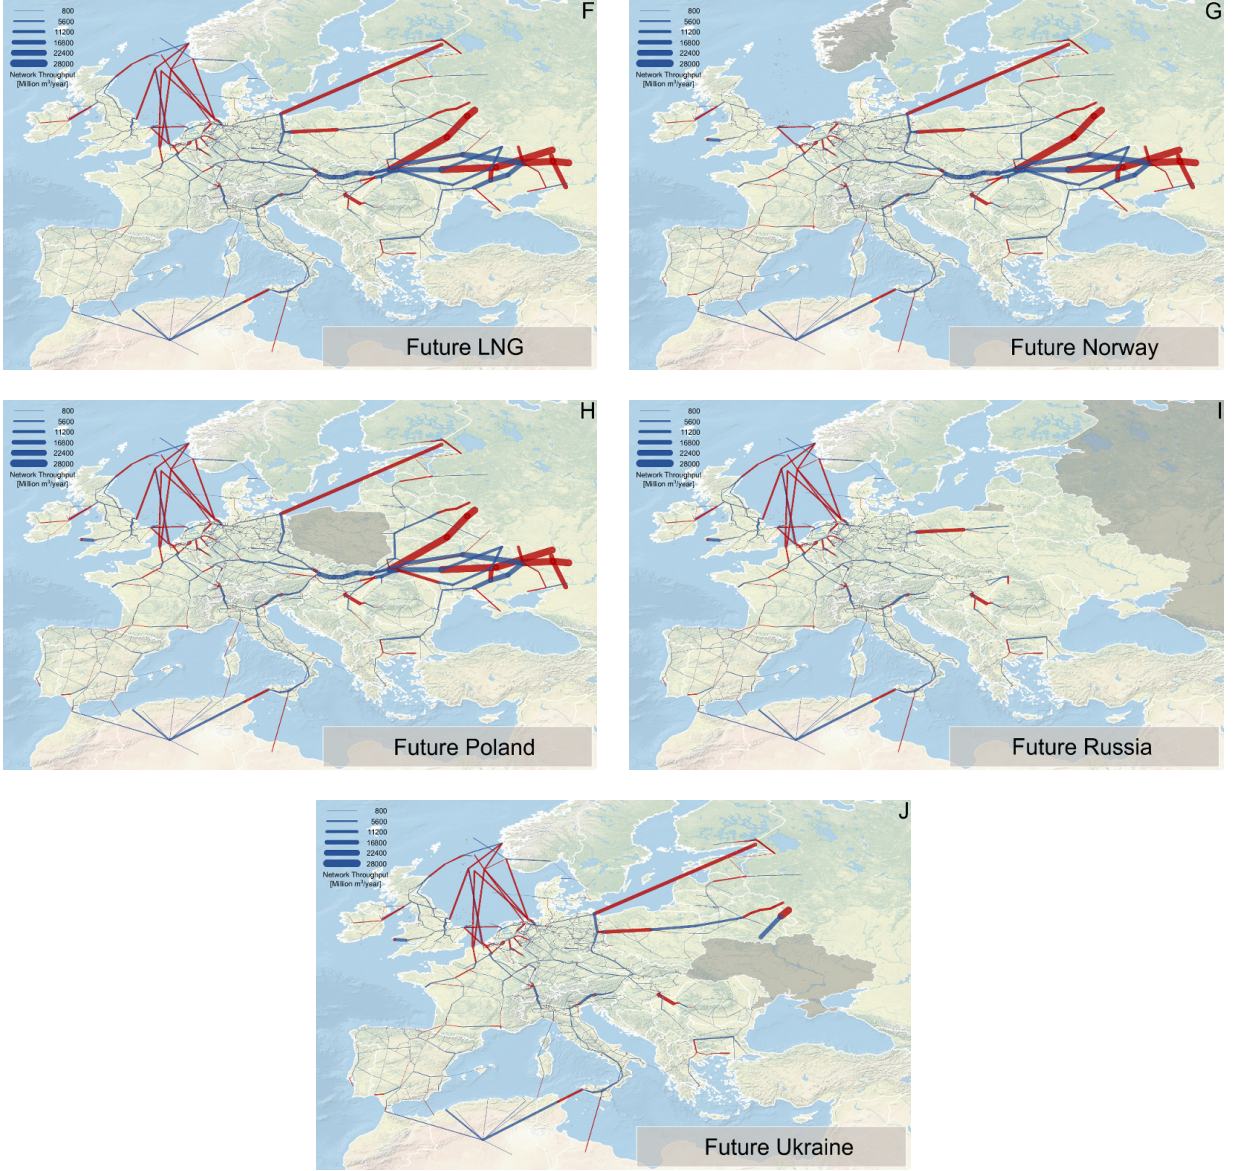 F
800
5600
11200
16800
22400
28000
Network Throughput
[Million m³/year]
Future LNG
G
800
5600
11200
16800
22400
28000
Network Throughput
[Million m³/year]
Future Norway
H
800
5600
11200
16800
22400
28000
Network Throughput
[Million m³/year]
Future Poland
I
800
5600
11200
16800
22400
28000
Network Throughput
[Million m³/year]
Future Russia
J
800
5600
11200
16800
22400
28000
Network Throughput
[Million m³/year]
Future Ukraine